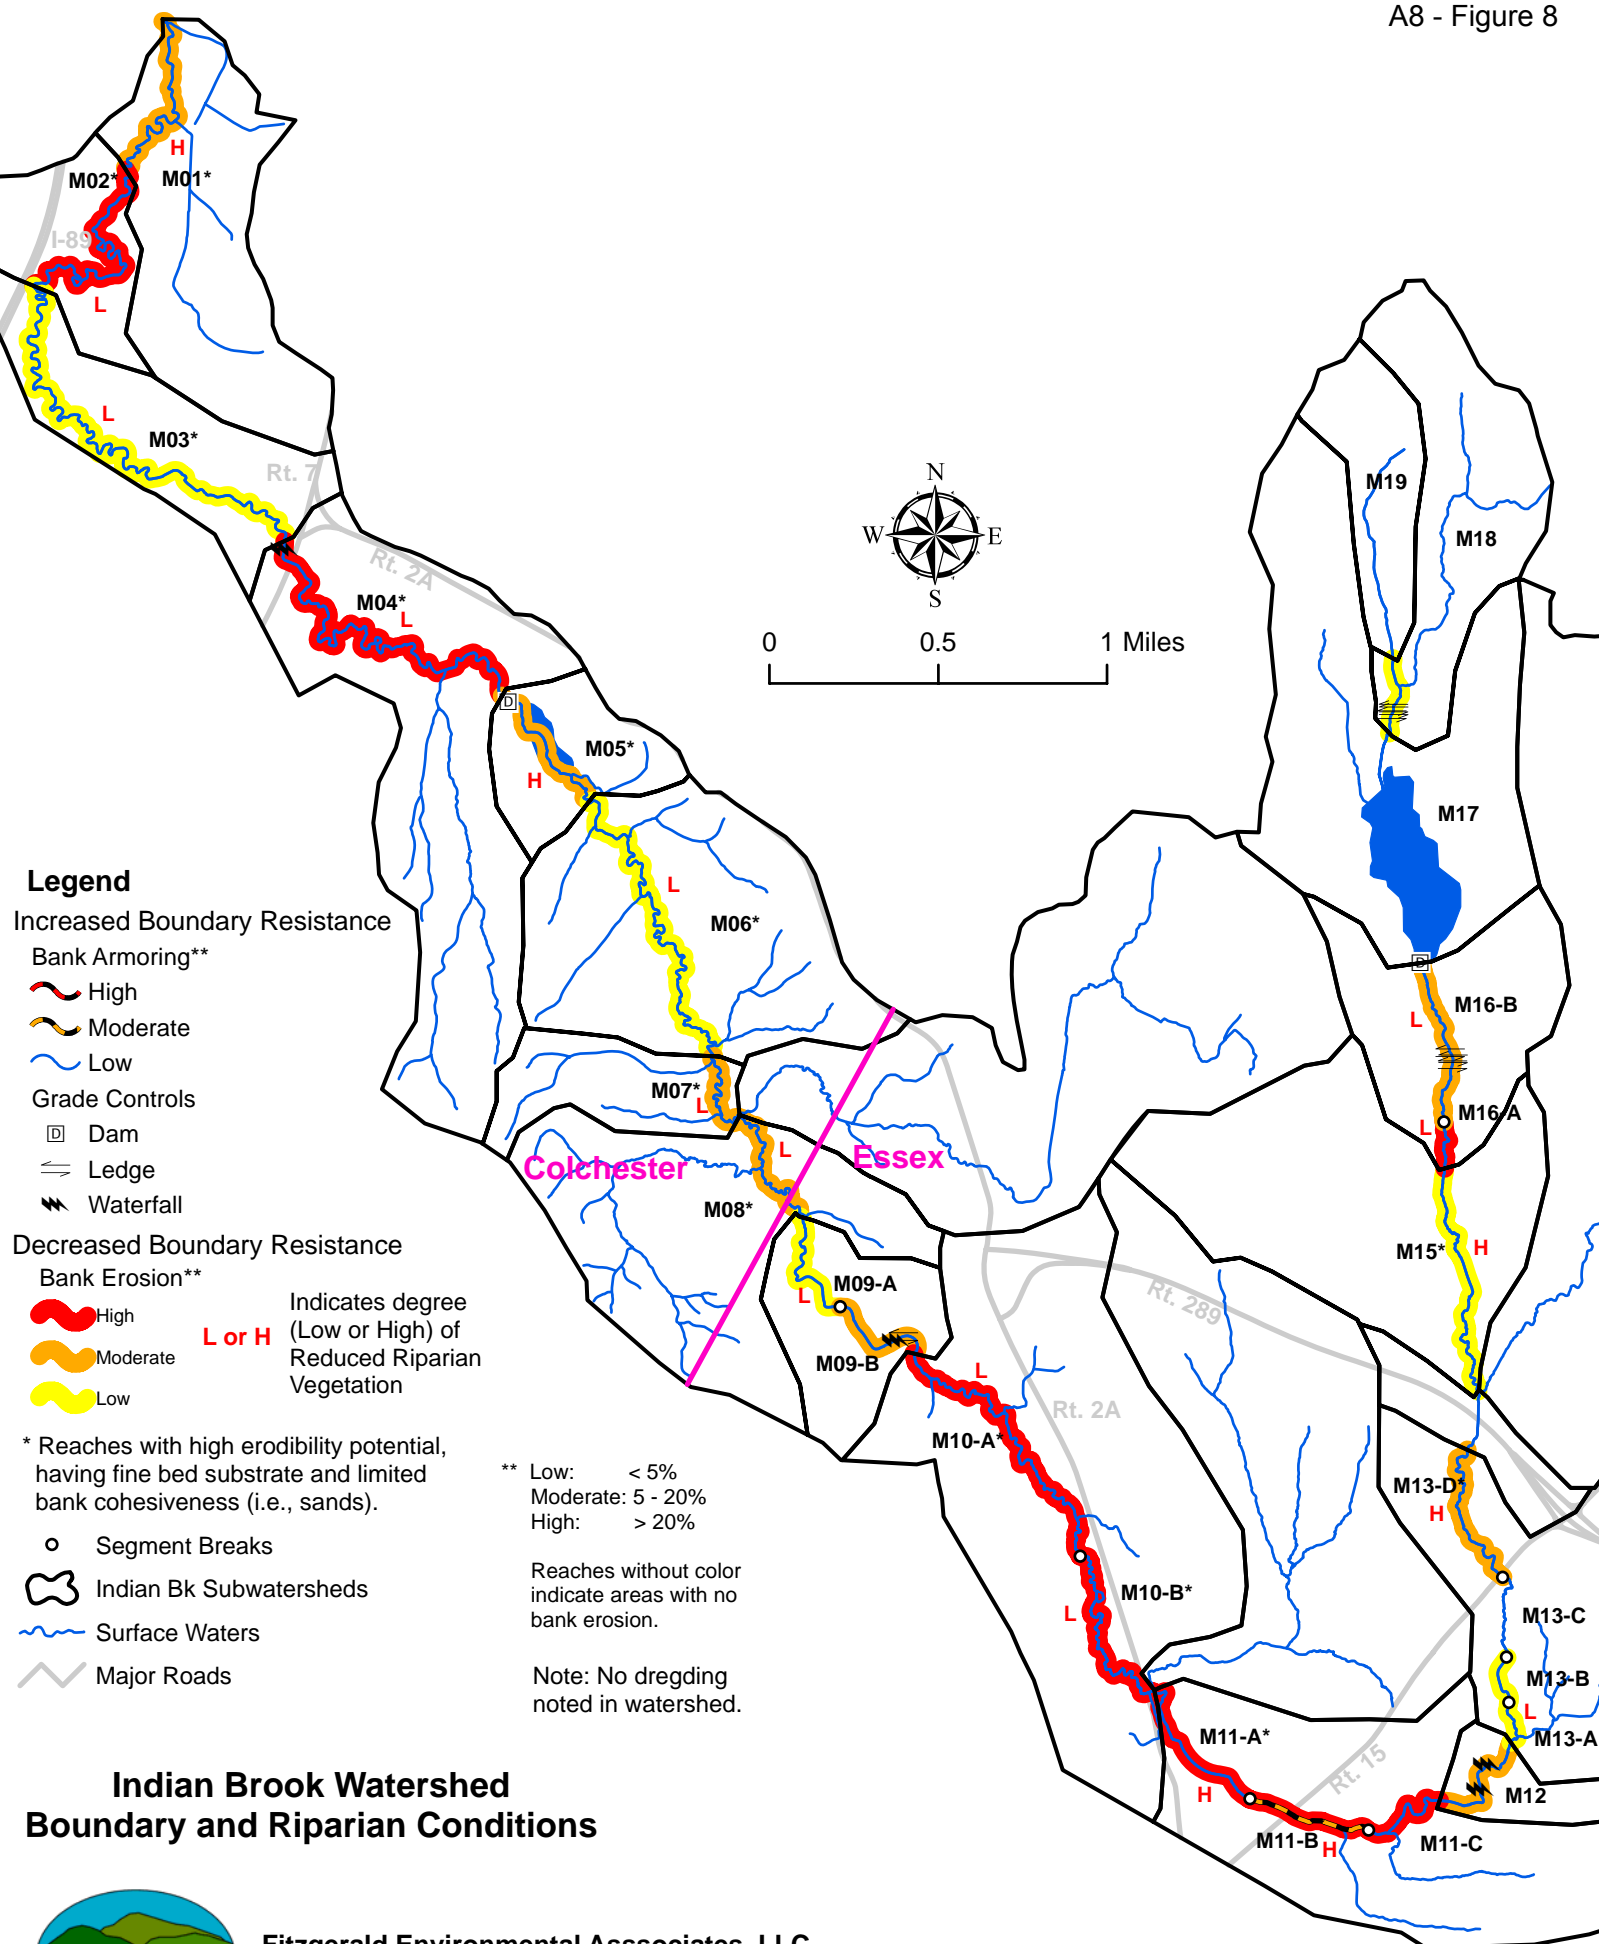 A8 - Figure 8
H
M02*
M01*
I-89
L
L
M03*
Rt. 7
Rt. 2A
M04*
L
N
W
E
S
0 0.5 1 Miles
M19
M18
M05*
H
M17
L
M06*
M16-B
L
M07*
L
M16-A
L
L
Colchester
Essex
M08*
M15*
H
M09-A
L
Rt. 289
M09-B
L
Rt. 2A
M10-A*
M13-D*
H
M10-B*
L
M13-C
M13-B
L
M13-A
M11-A*
H
Rt. 15
M12
M11-B
H
M11-C
Legend
Increased Boundary Resistance
Bank Armoring**
High
Moderate
Low
Grade Controls
D Dam
Ledge
Waterfall
Decreased Boundary Resistance
Bank Erosion**
High
Moderate
Low
L or H
Indicates degree
(Low or High) of
Reduced Riparian
Vegetation
* Reaches with high erodibility potential,
having fine bed substrate and limited
bank cohesiveness (i.e., sands).
Segment Breaks
Indian Bk Subwatersheds
Surface Waters
Major Roads
** Low: < 5%
Moderate: 5 - 20%
High: > 20%
Reaches without color
indicate areas with no
bank erosion.
Note: No dregding
noted in watershed.
D
D
Indian Brook Watershed
Boundary and Riparian Conditions
Fitzgerald Environmental Asssociates, LLC